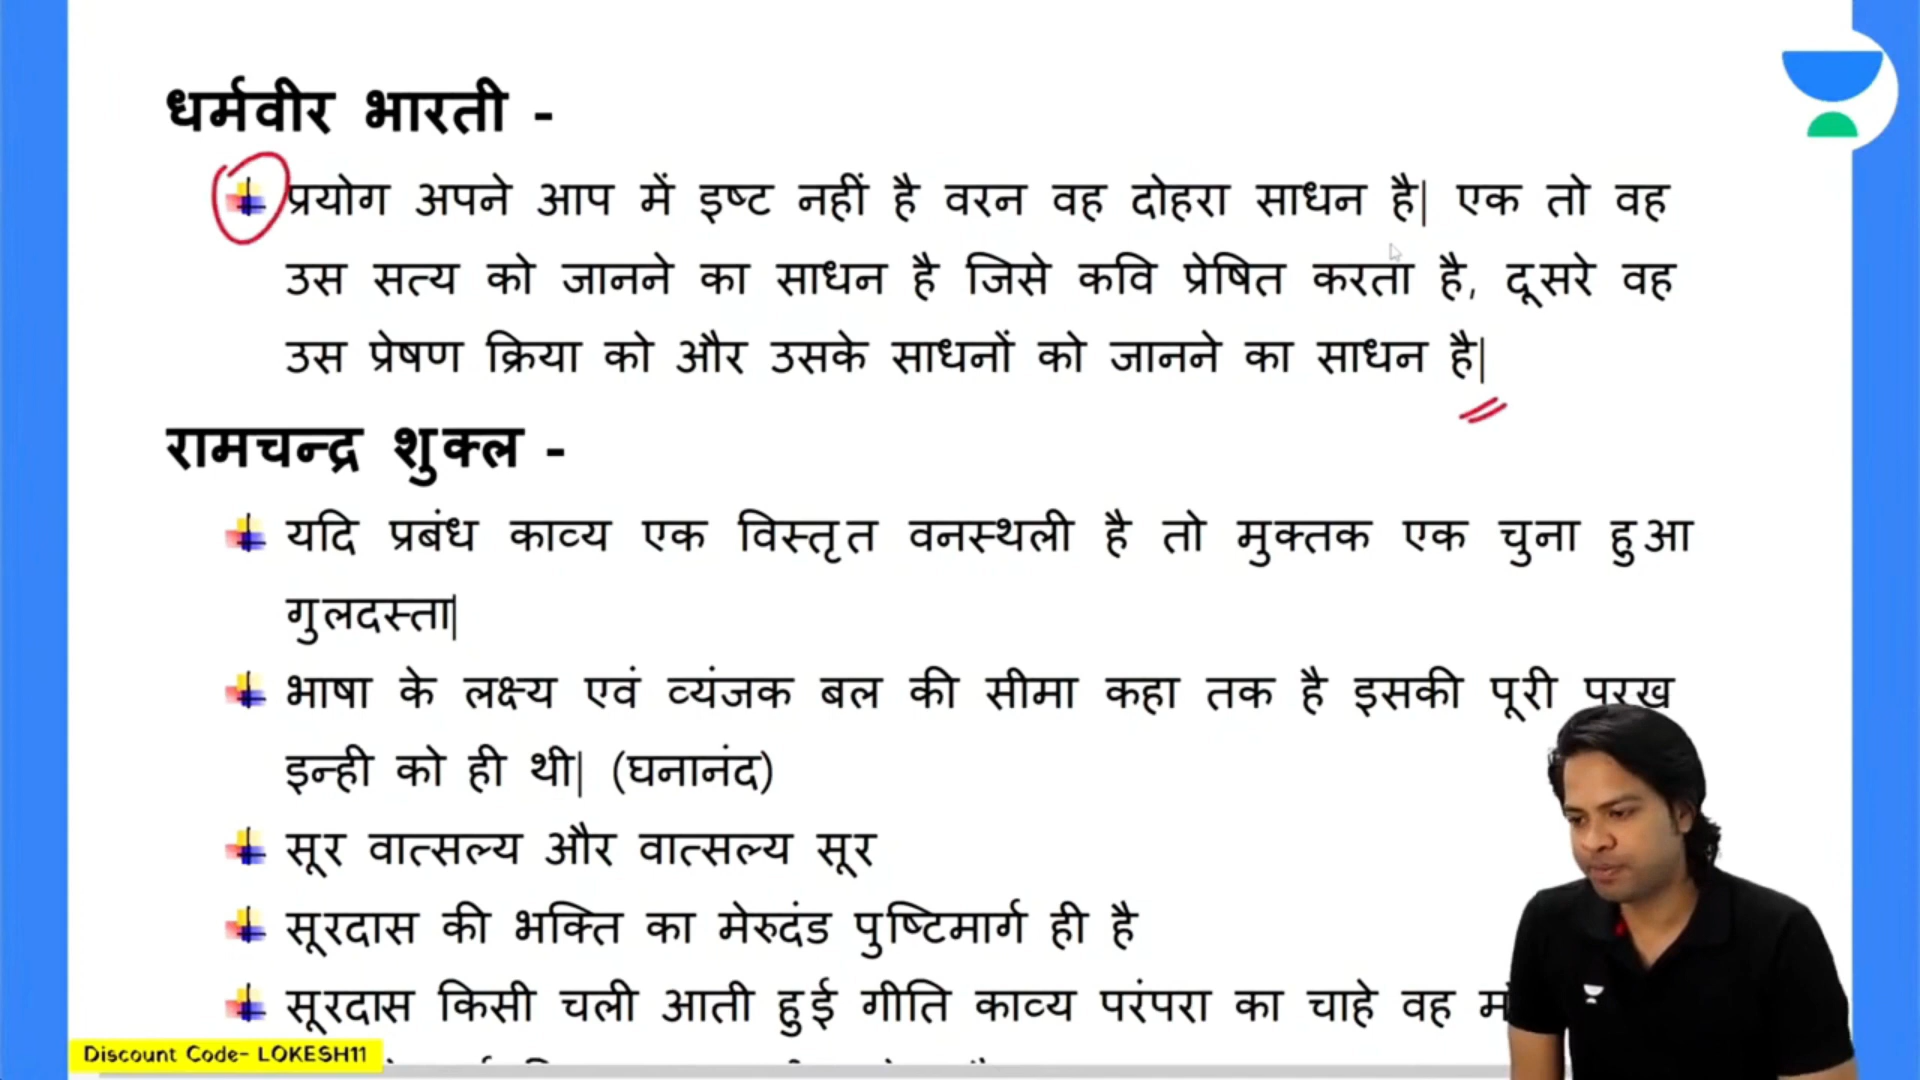 धर्मवीर भारती -
प्रयोग अपने आप में इष्ट नहीं है वरन वह दोहरा साधन है| एक तो वह
उस सत्य को जानने का साधन है जिसे कवि प्रेषित करता है, दूसरे वह
उस प्रेषण क्रिया को और उसके साधनों को जानने का साधन है|
रामचन्द्र शुक्ल -
यदि प्रबंध काव्य एक विस्तृत वनस्थली है तो मुक्तक एक चुना हुआ
गुलदस्ता|
भाषा के लक्ष्य एवं व्यंजक बल की सीमा कहा तक है इसकी पूरी परख
इन्ही को ही थी| (घनानंद)
सूर वात्सल्य और वात्सल्य सूर
सूरदास की भक्ति का मेरुदंड पुष्टिमार्ग ही है
सूरदास किसी चली आती हुई गीति काव्य परंपरा का चाहे वह
Discount Code- LOKESH11